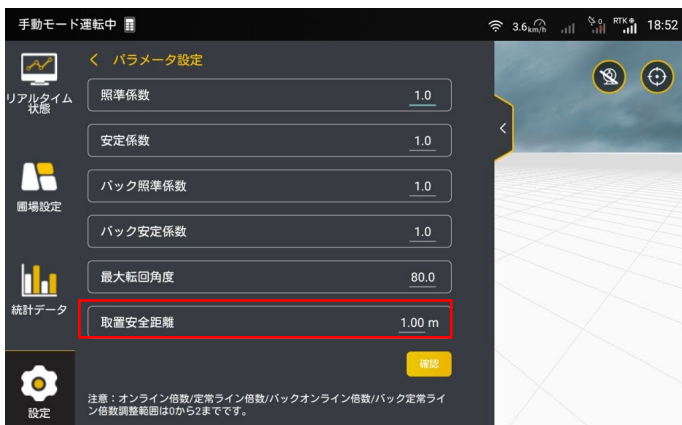 手動モード運転中
3.6km/h
0
RTK
18:52
リアルタイム
状態
圃場設定
統計データ
設定
パラメータ設定
照準係数 1.0
安定係数 1.0
バック照準係数 1.0
バック安定係数 1.0
最大転回角度 80.0
取置安全距離 1.00 m
確認
注意：オンライン倍数/定常ライン倍数/バックオンライン倍数/バック定常ライ
ン倍数調整範囲は0から2まてです。